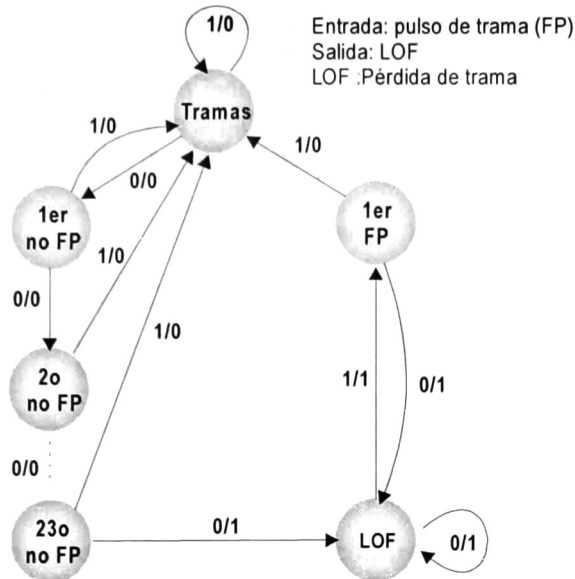 1/0
Entrada: pulso de trama (FP)
Salida: LOF
LOF :Pérdida de trama
Tramas
1/0
0/0
1/0
1er
no FP
1er
FP
1/0
0/0
1/0
2o
no FP
1/1
0/1
0/0
23o
no FP
0/1
LOF
0/1